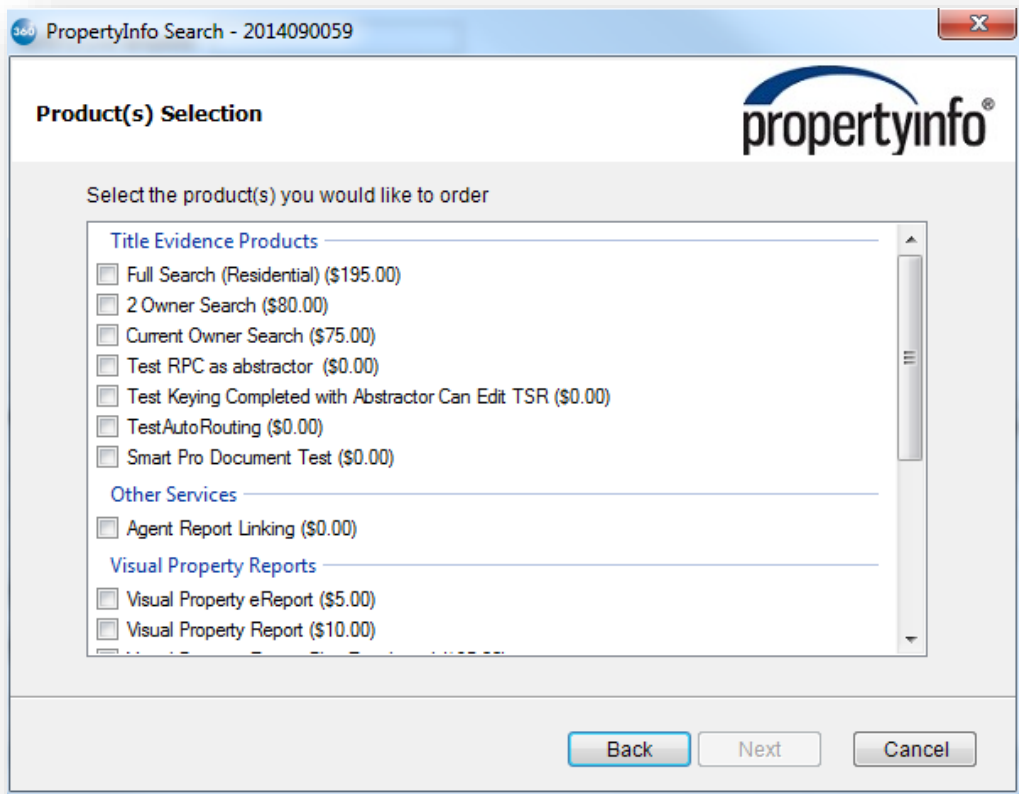 360 PropertyInfo Search - 2014090059
X
Product(s) Selection
propertyinfo®
Select the product(s) you would like to order
Title Evidence Products
Full Search (Residential) ($195.00)
2 Owner Search ($80.00)
Current Owner Search ($75.00)
Test RPC as abstractor ($0.00)
Test Keying Completed with Abstractor Can Edit TSR ($0.00)
TestAutoRouting ($0.00)
Smart Pro Document Test ($0.00)
Other Services
Agent Report Linking ($0.00)
Visual Property Reports
Visual Property eReport ($5.00)
Visual Property Report ($10.00)
Back Next Cancel